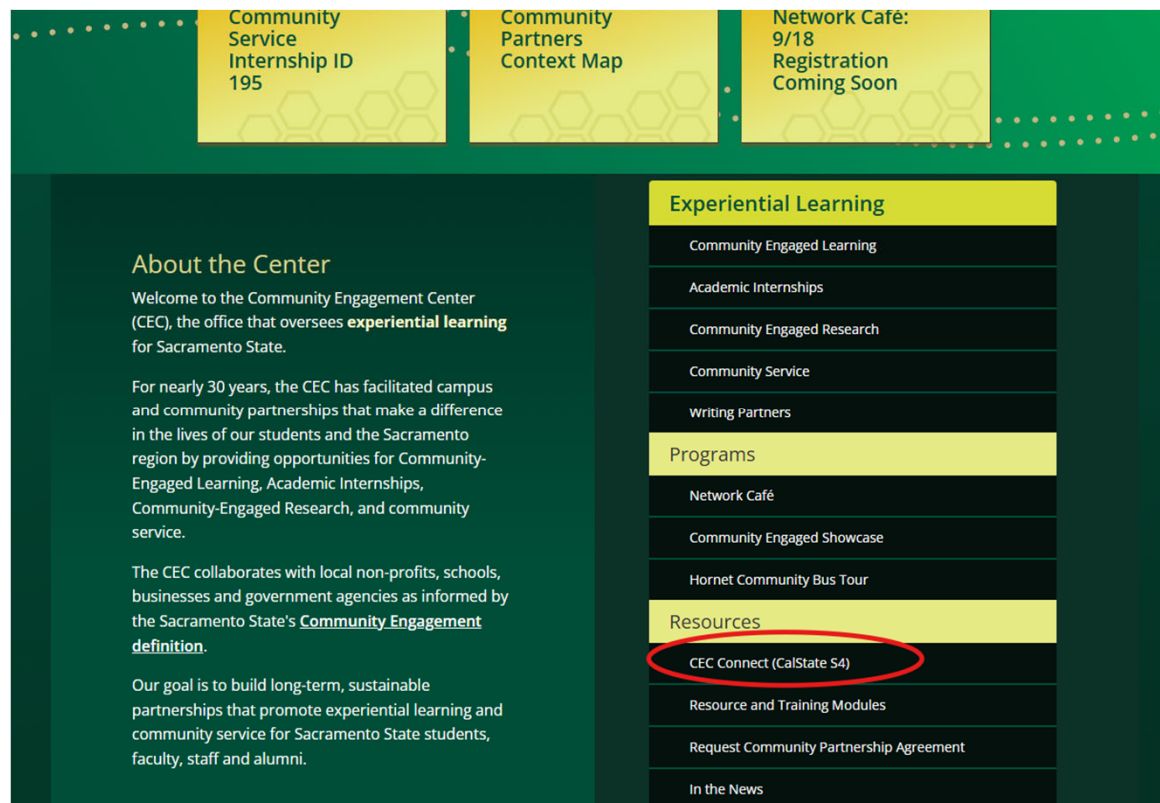 Community
Service
Internship ID
195
Community
Partners
Context Map
Network Café:
9/18
Registration
Coming Soon
About the Center
Welcome to the Community Engagement Center
(CEC), the office that oversees experiential learning
for Sacramento State.
For nearly 30 years, the CEC has facilitated campus
and community partnerships that make a difference
in the lives of our students and the Sacramento
region by providing opportunities for Community-
Engaged Learning, Academic Internships,
Community-Engaged Research, and community
service.
The CEC collaborates with local non-profits, schools,
businesses and government agencies as informed by
the Sacramento State's Community Engagement
definition.
Our goal is to build long-term, sustainable
partnerships that promote experiential learning and
community service for Sacramento State students,
faculty, staff and alumni.
Experiential Learning
Community Engaged Learning
Academic Internships
Community Engaged Research
Community Service
Writing Partners
Programs
Network Café
Community Engaged Showcase
Hornet Community Bus Tour
Resources
CEC Connect (CalState S4)
Resource and Training Modules
Request Community Partnership Agreement
In the News